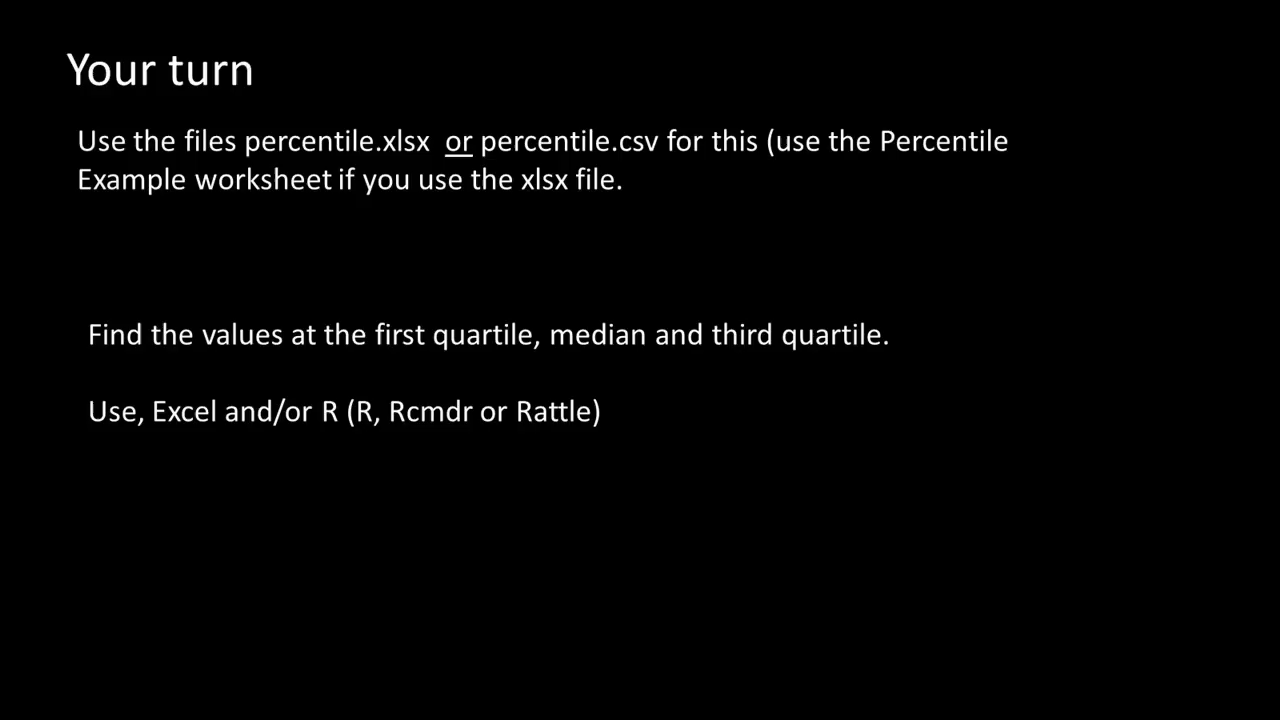 Your turn
Use the files percentile.xlsx or percentile.csv for this (use the Percentile
Example worksheet if you use the xlsx file.
Find the values at the first quartile, median and third quartile.
Use, Excel and/or R (R, Rcmdr or Rattle)